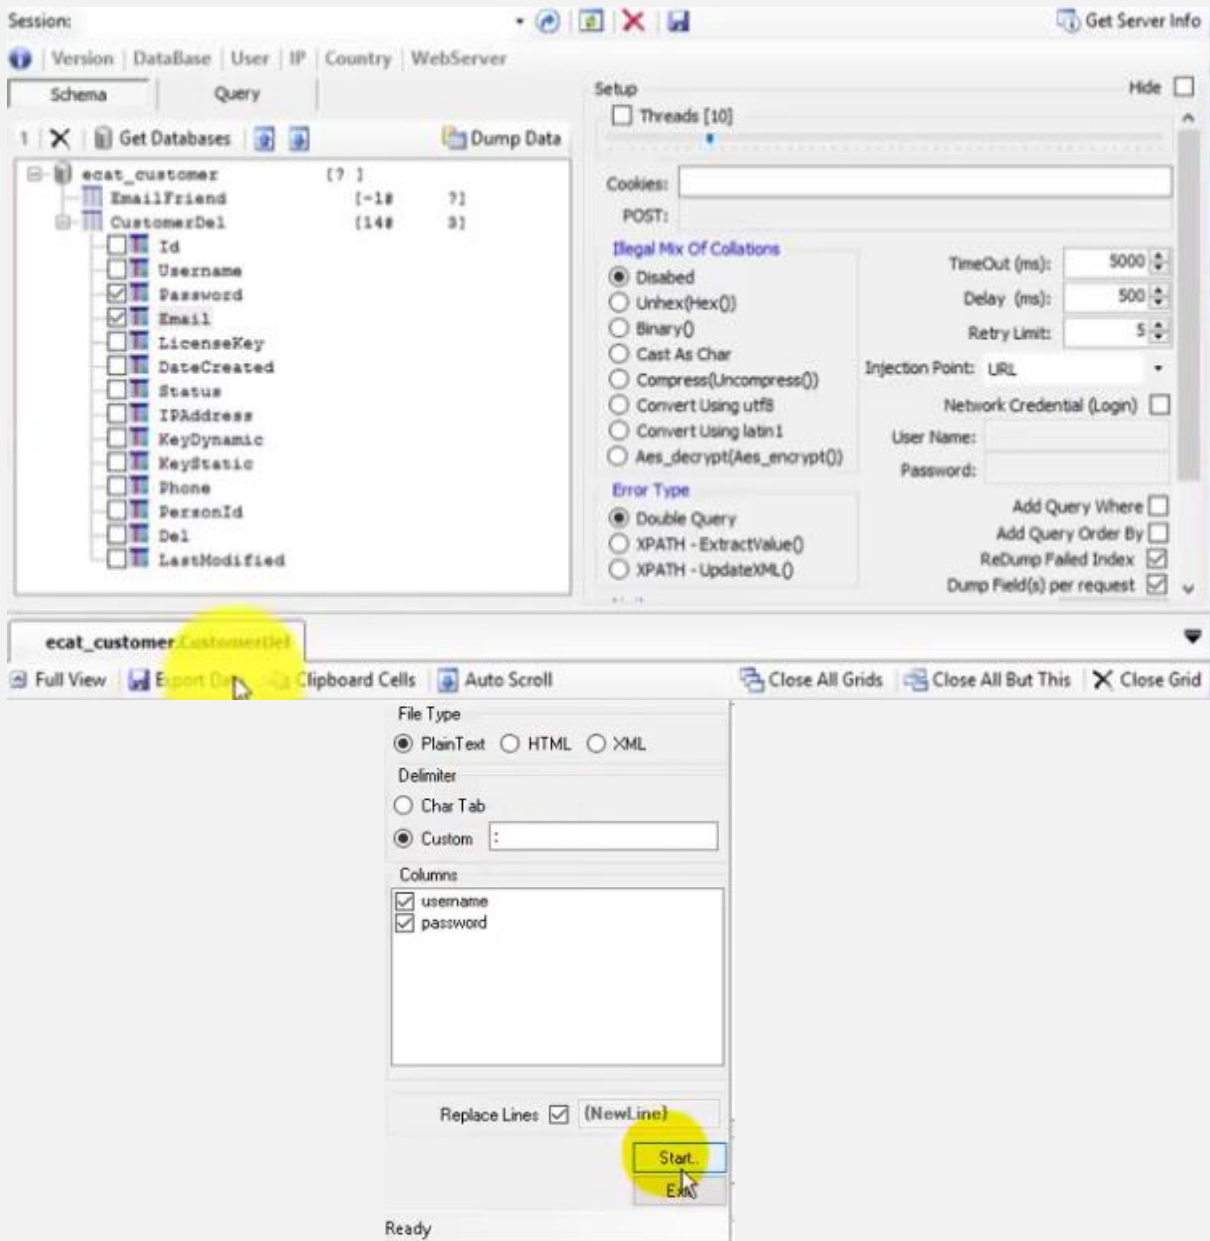 Session: Get Server Info
Version | DataBase | User | IP | Country | WebServer
Schema Query
1 Get Databases Dump Data
ecat_customer [? ]
EmailFriend [-1# ?]
CustomerDel [14# 3]
Id
Username
Password
Email
LicenseKey
DateCreated
Status
IPAddress
KeyDynamic
KeyStatic
Phone
PersonId
Del
LastModified
Setup Hide
Threads [10]
Cookies:
POST:
Illegal Mix Of Collations
Disabed
Unhex(Hex())
Binary()
Cast As Char
Compress(Uncompress())
Convert Using utf8
Convert Using latin1
Aes_decrypt(Aes_encrypt())
Error Type
Double Query
XPATH - ExtractValue()
XPATH - UpdateXML()
TimeOut (ms): 5000
Delay (ms): 500
Retry Limit: 5
Injection Point: URL
Network Credential (Login)
User Name:
Password:
Add Query Where
Add Query Order By
ReDump Failed Index
Dump Field(s) per request
ecat_customer.CustomerDel
Full View Export Data Clipboard Cells Auto Scroll Close All Grids Close All But This Close Grid
File Type
PlainText HTML XML
Delimiter
Char Tab
Custom :
Columns
username
password
Replace Lines {NewLine}
Start..
Exit
Ready